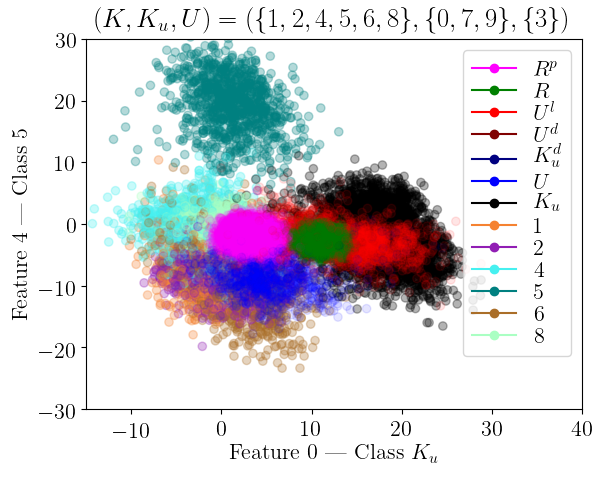 (K, K_u, U) = ({1, 2, 4, 5, 6, 8}, {0, 7, 9}, {3})
30
20
10
0
−10
−20
−30
Feature 4 — Class 5
R^p
R
U^l
U^d
K_u^d
U
K_u
1
2
4
5
6
8
−10
0
10
20
30
40
Feature 0 — Class K_u